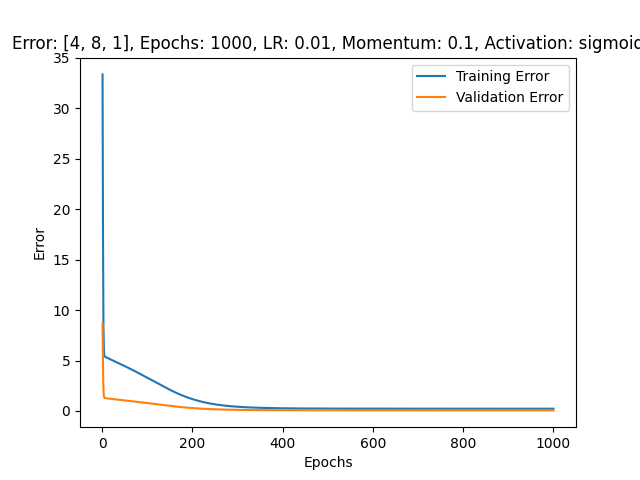 Error: [4, 8, 1], Epochs: 1000, LR: 0.01, Momentum: 0.1, Activation: sigmoid
35
30
25
20
15
10
5
0
Error
0 200 400 600 800 1000
Epochs
Training Error
Validation Error